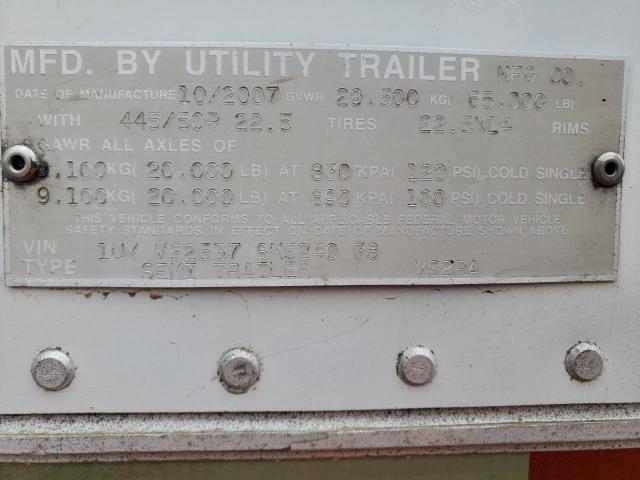 MFD. BY UTILITY TRAILER MFG CO.
DATE OF MANUFACTURE 10/2007 GVWR 29.500 KG( 65.000 LB)
WITH 445/50R 22.5 TIRES 22.5X14 RIMS
GAWR ALL AXLES OF
9.100KG( 20.000 LB) AT 830 KPA( 120 PSI), COLD SINGLE
9.100KG( 20.000 LB) AT 690 KPA( 100 PSI), COLD SINGLE
THIS VEHICLE CONFORMS TO ALL APPLICABLE FEDERAL MOTOR VEHICLE
SAFETY STANDARDS IN EFFECT ON DATE OF MANUFACTURE SHOWN ABOVE
VIN 1UY VS2537 8M5240 38
TYPE SEMI TRAILER VS2RA